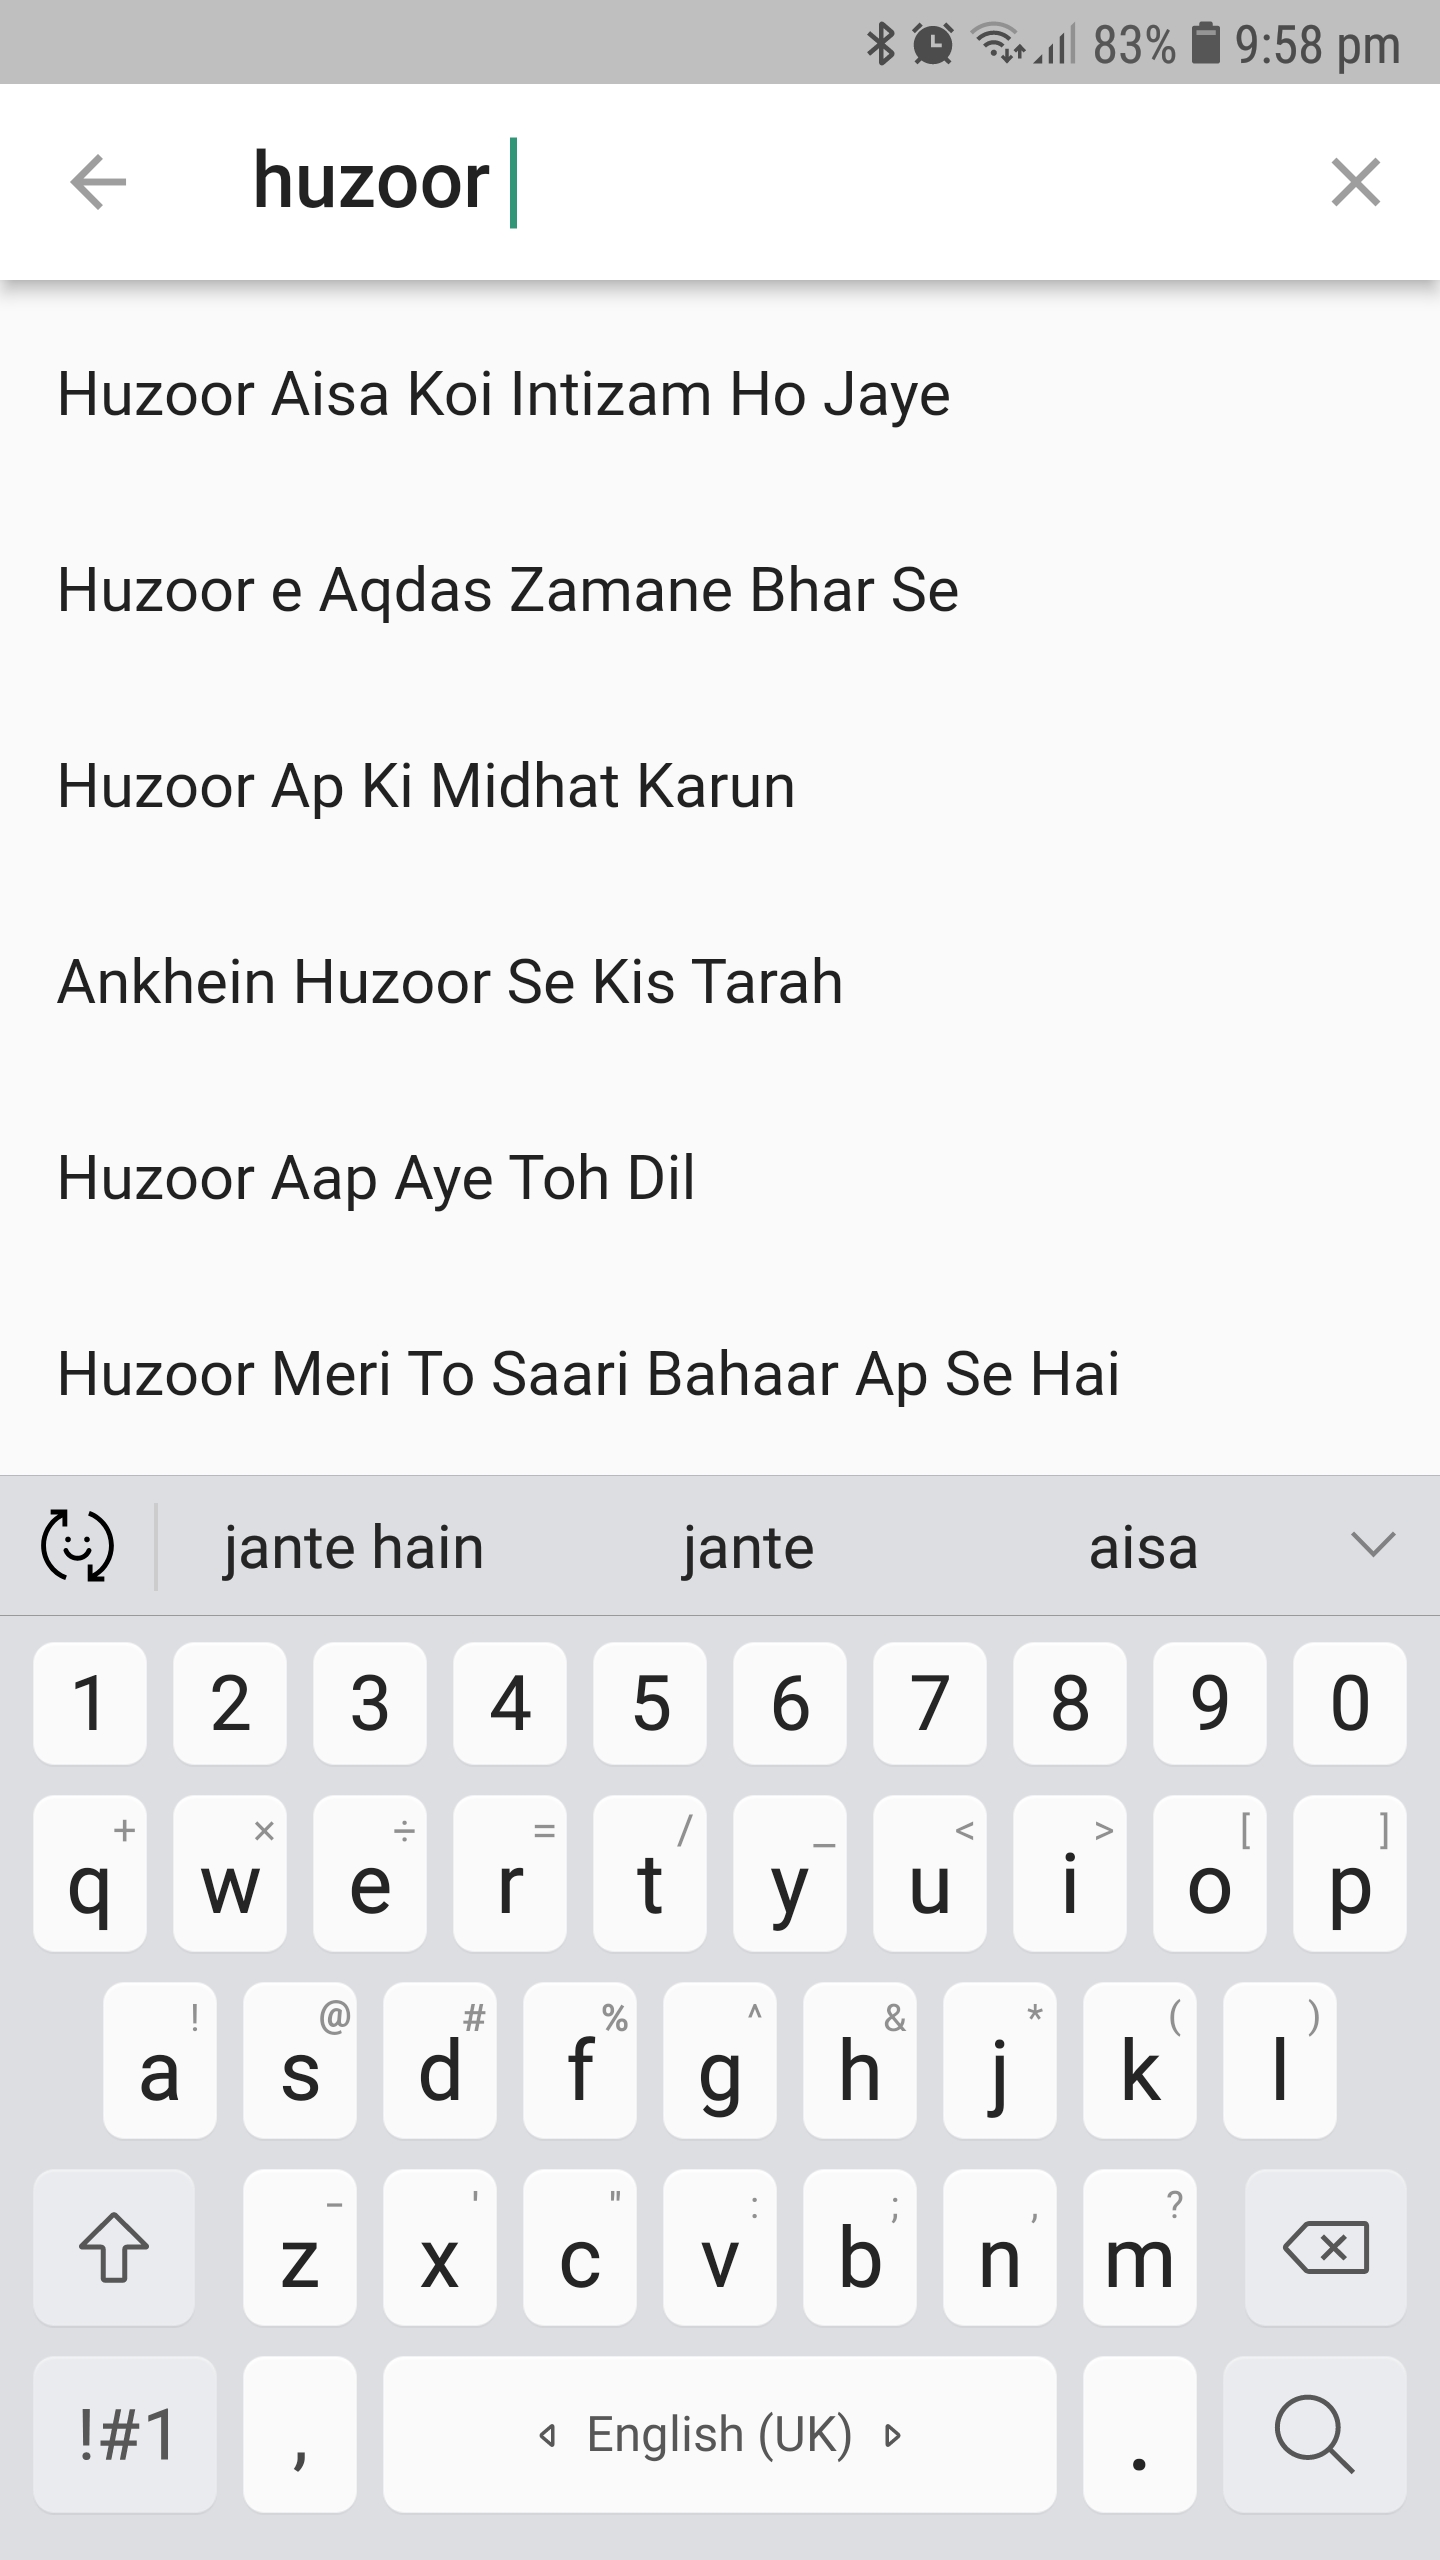 83% 9:58 pm
huzoor
Huzoor Aisa Koi Intizam Ho Jaye
Huzoor e Aqdas Zamane Bhar Se
Huzoor Ap Ki Midhat Karun
Ankhein Huzoor Se Kis Tarah
Huzoor Aap Aye Toh Dil
Huzoor Meri To Saari Bahaar Ap Se Hai
jante hain jante aisa
1 2 3 4 5 6 7 8 9 0
+ × ÷ = / _ < > [ ]
q w e r t y u i o p
! @ # % ^ & * ( )
a s d f g h j k l
- ' " : ; , ?
z x c v b n m
!#1 , English (UK) .